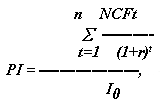 n NCFt
Σ ————
t=1 (1+r)ᵗ
PI = ——————————,
I₀